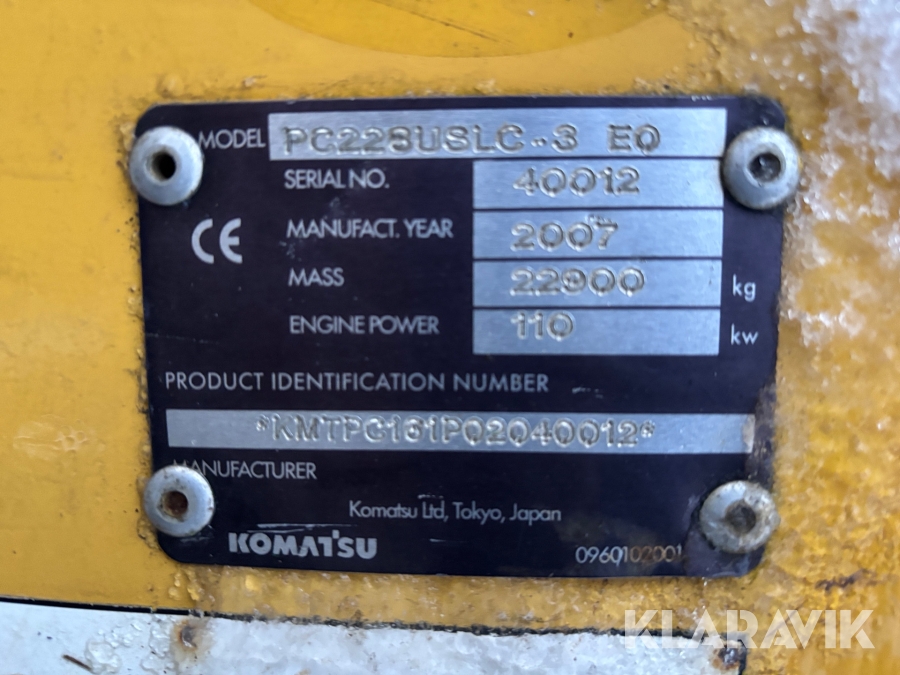 MODEL PC228USLC-3 E0
SERIAL NO. 40012
CE
MANUFACT. YEAR 2007
MASS 22900 kg
ENGINE POWER 110 kw
PRODUCT IDENTIFICATION NUMBER
*KMTPC161P02040012*
MANUFACTURER
Komatsu Ltd, Tokyo, Japan
KOMATSU 0960102001
KLARAVIK